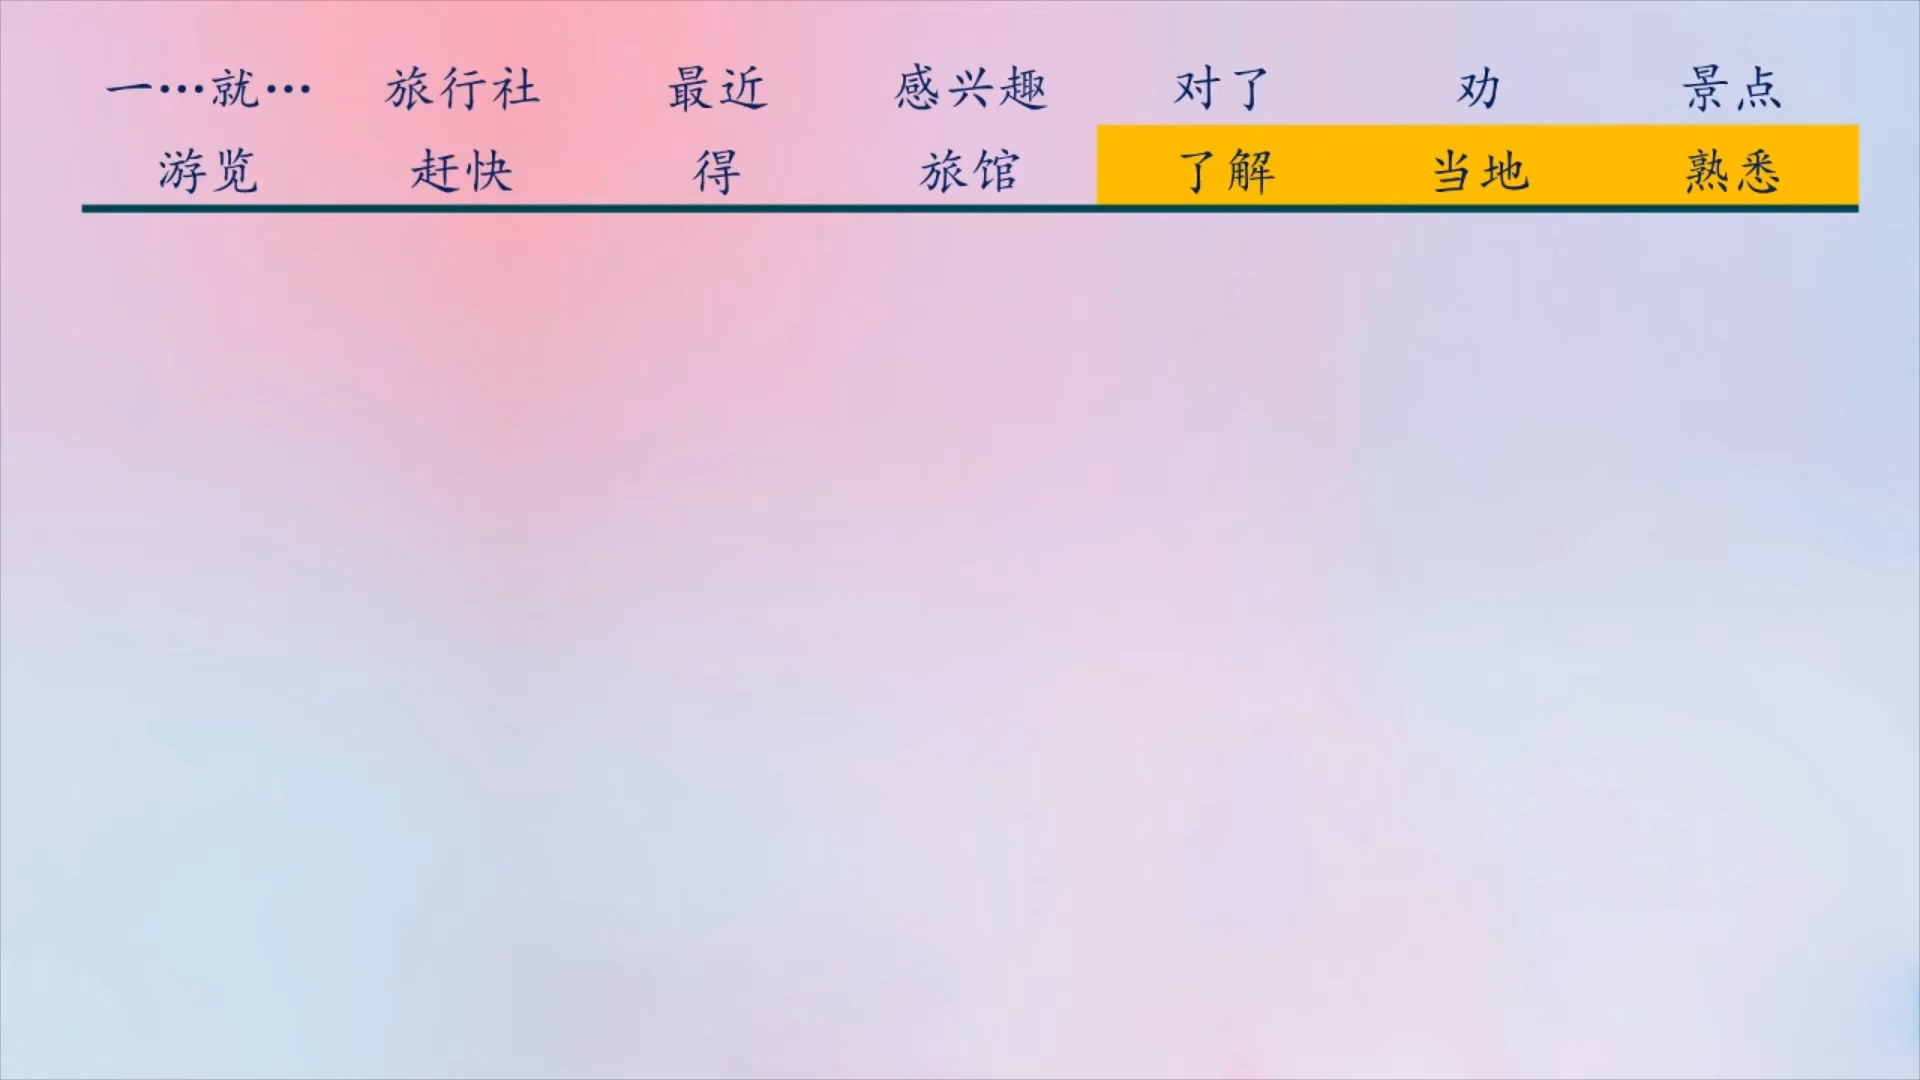 一…就… 旅行社 最近 感兴趣 对了 劝 景点
游览 赶快 得 旅馆 了解 当地 熟悉